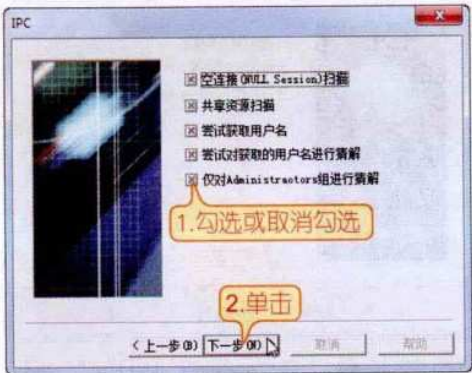 IPC
空连接(NULL Session)扫描
共享资源扫描
尝试获取用户名
尝试对获取的用户名进行猜解
仅对Administractors组进行猜解
1.勾选或取消勾选
2.单击
< 上一步(B)
下一步(N)
取消
帮助